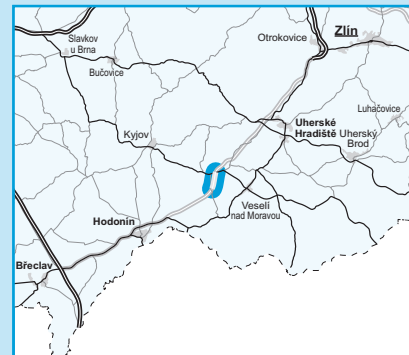 Zlín
Otrokovice
Slavkov
u Brna
Bučovice
Luhačovice
Uherské
Hradiště
Uherský
Brod
Kyjov
Veselí
nad Moravou
Hodonín
Břeclav